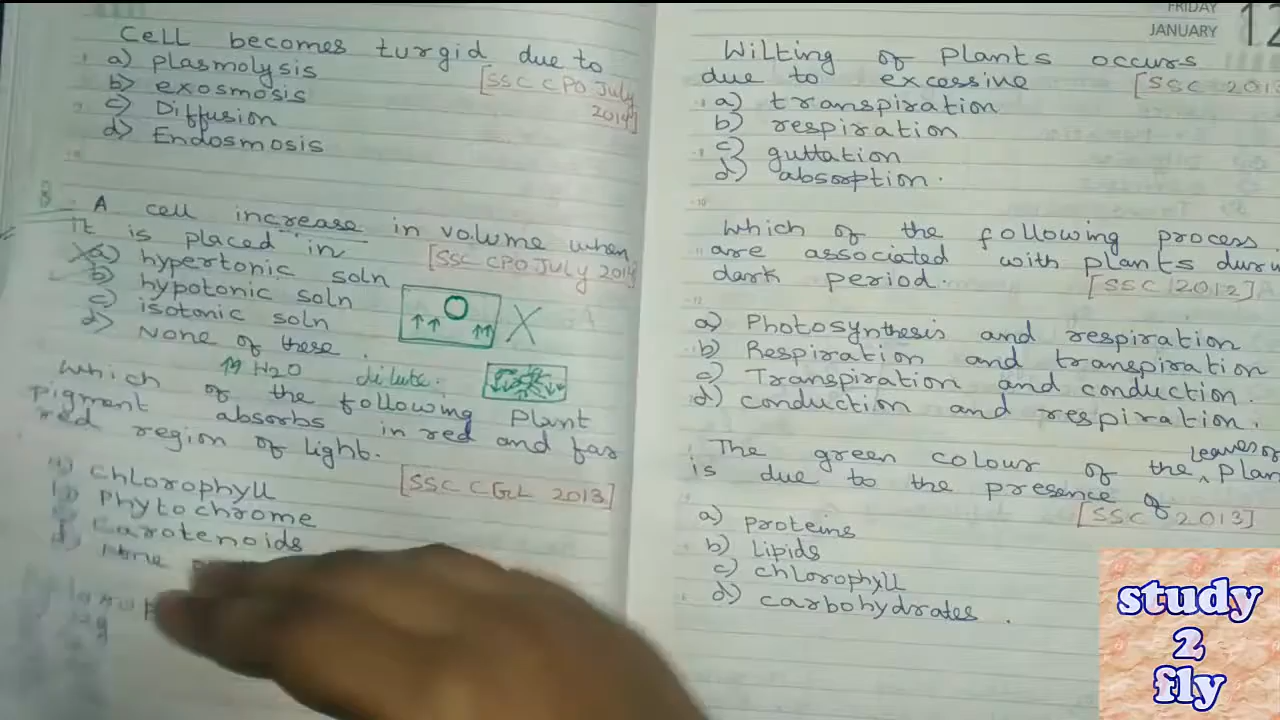 Cell becomes turgid due to
a) plasmolysis
[SSC CPO July 2014]
b) exosmosis
c) Diffusion
d) Endosmosis
8. A cell increase in volume when
it is placed in
[SSC CPO July 2014]
a) hypertonic soln
b) hypotonic soln
c) isotonic soln
d) None of these.
H2O dilute.
which of the following plant
pigment absorbs in red and far
red region of light.
[SSC CGL 2013]
a) chlorophyll
b) Phytochrome
c) Carotenoids
d) None
FRIDAY
JANUARY 12
Wilting of plants occurs
due to excessive
[SSC 2013
a) transpiration
b) respiration
c) guttation
d) absorption.
which of the following process
are associated with plants
dark period.
[SSC 2012]
a) Photosynthesis and respiration
b) Respiration and transpiration
c) Transpiration and conduction.
d) conduction and respiration.
The green colour of the leaves of
is due to the presence of
[SSC 2013]
a) proteins
b) Lipids
c) chlorophyll
d) carbohydrates.
study
2
fly